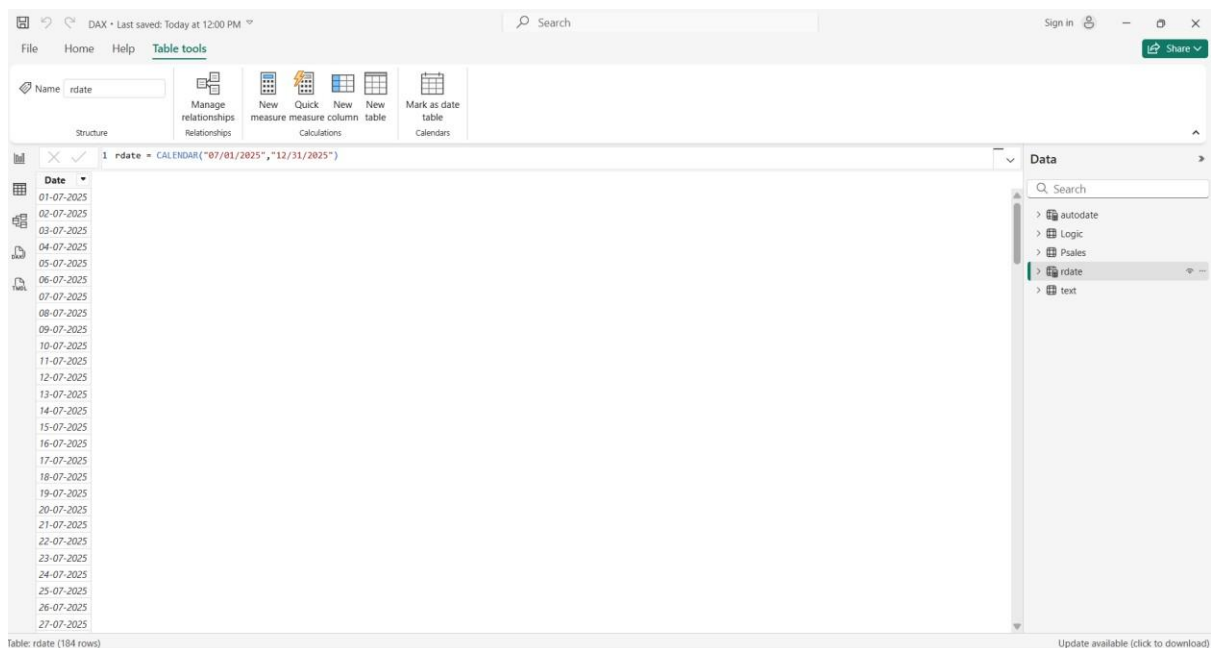 DAX • Last saved: Today at 12:00 PM
Search
Sign in
File Home Help Table tools
Share
Name rdate
Manage relationships
New measure
Quick measure
New column
New table
Mark as date table
Structure
Relationships
Calculations
Calendars
1 rdate = CALENDAR("07/01/2025","12/31/2025")
Data
Date
Search
01-07-2025
02-07-2025
03-07-2025
04-07-2025
05-07-2025
06-07-2025
07-07-2025
08-07-2025
09-07-2025
10-07-2025
11-07-2025
12-07-2025
13-07-2025
14-07-2025
15-07-2025
16-07-2025
17-07-2025
18-07-2025
19-07-2025
20-07-2025
21-07-2025
22-07-2025
23-07-2025
24-07-2025
25-07-2025
26-07-2025
27-07-2025
DAX
TMDL
autodate
Logic
Psales
rdate
text
Table: rdate (184 rows)
Update available (click to download)